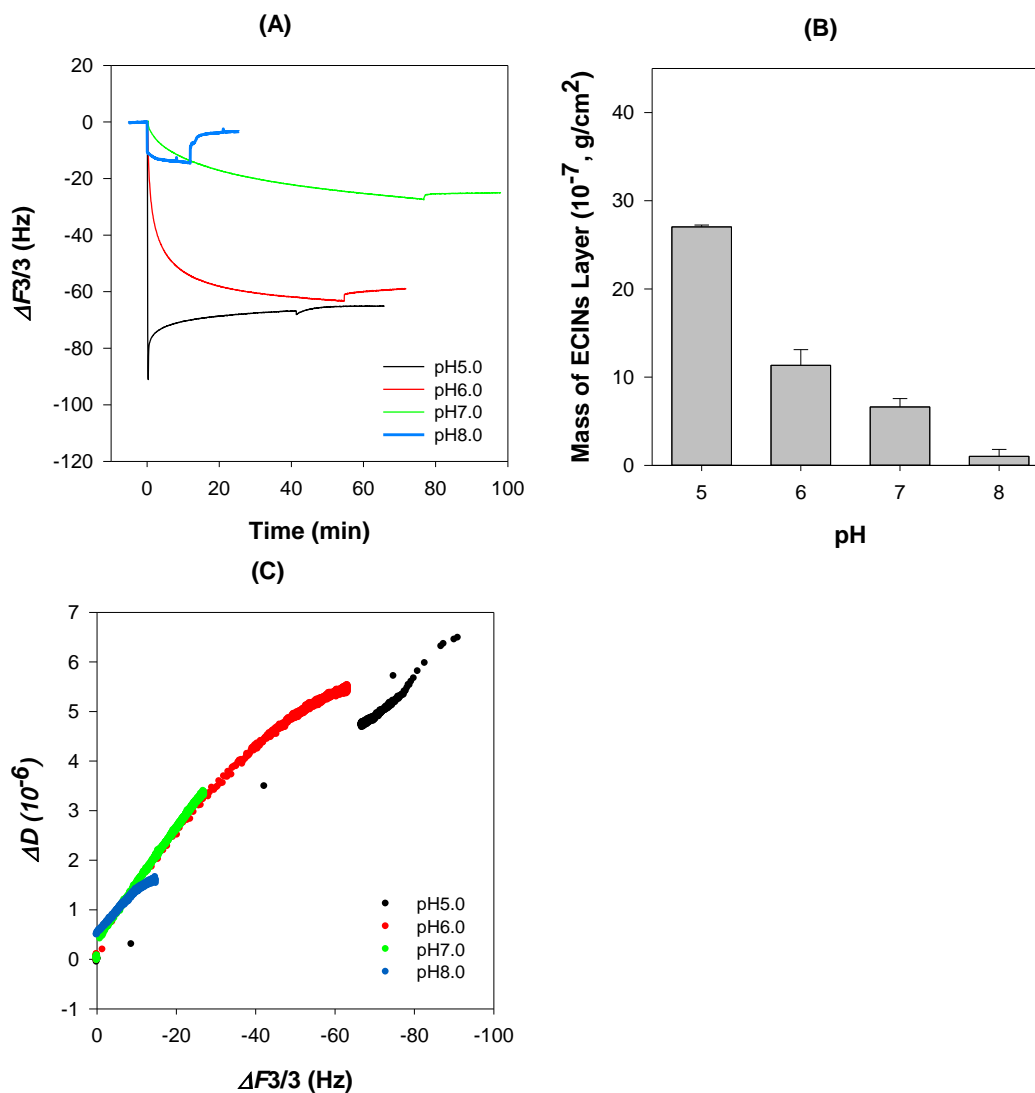 (A)
20
0
-20
-40
-60
-80
-100
-120
0 20 40 60 80 100
ΔF3/3 (Hz)
Time (min)
pH5.0
pH6.0
pH7.0
pH8.0
(B)
40
30
20
10
0
5 6 7 8
Mass of ECINs Layer (10-7, g/cm2)
pH
(C)
7
6
5
4
3
2
1
0
-1
0 -20 -40 -60 -80 -100
ΔD (10-6)
ΔF3/3 (Hz)
pH5.0
pH6.0
pH7.0
pH8.0